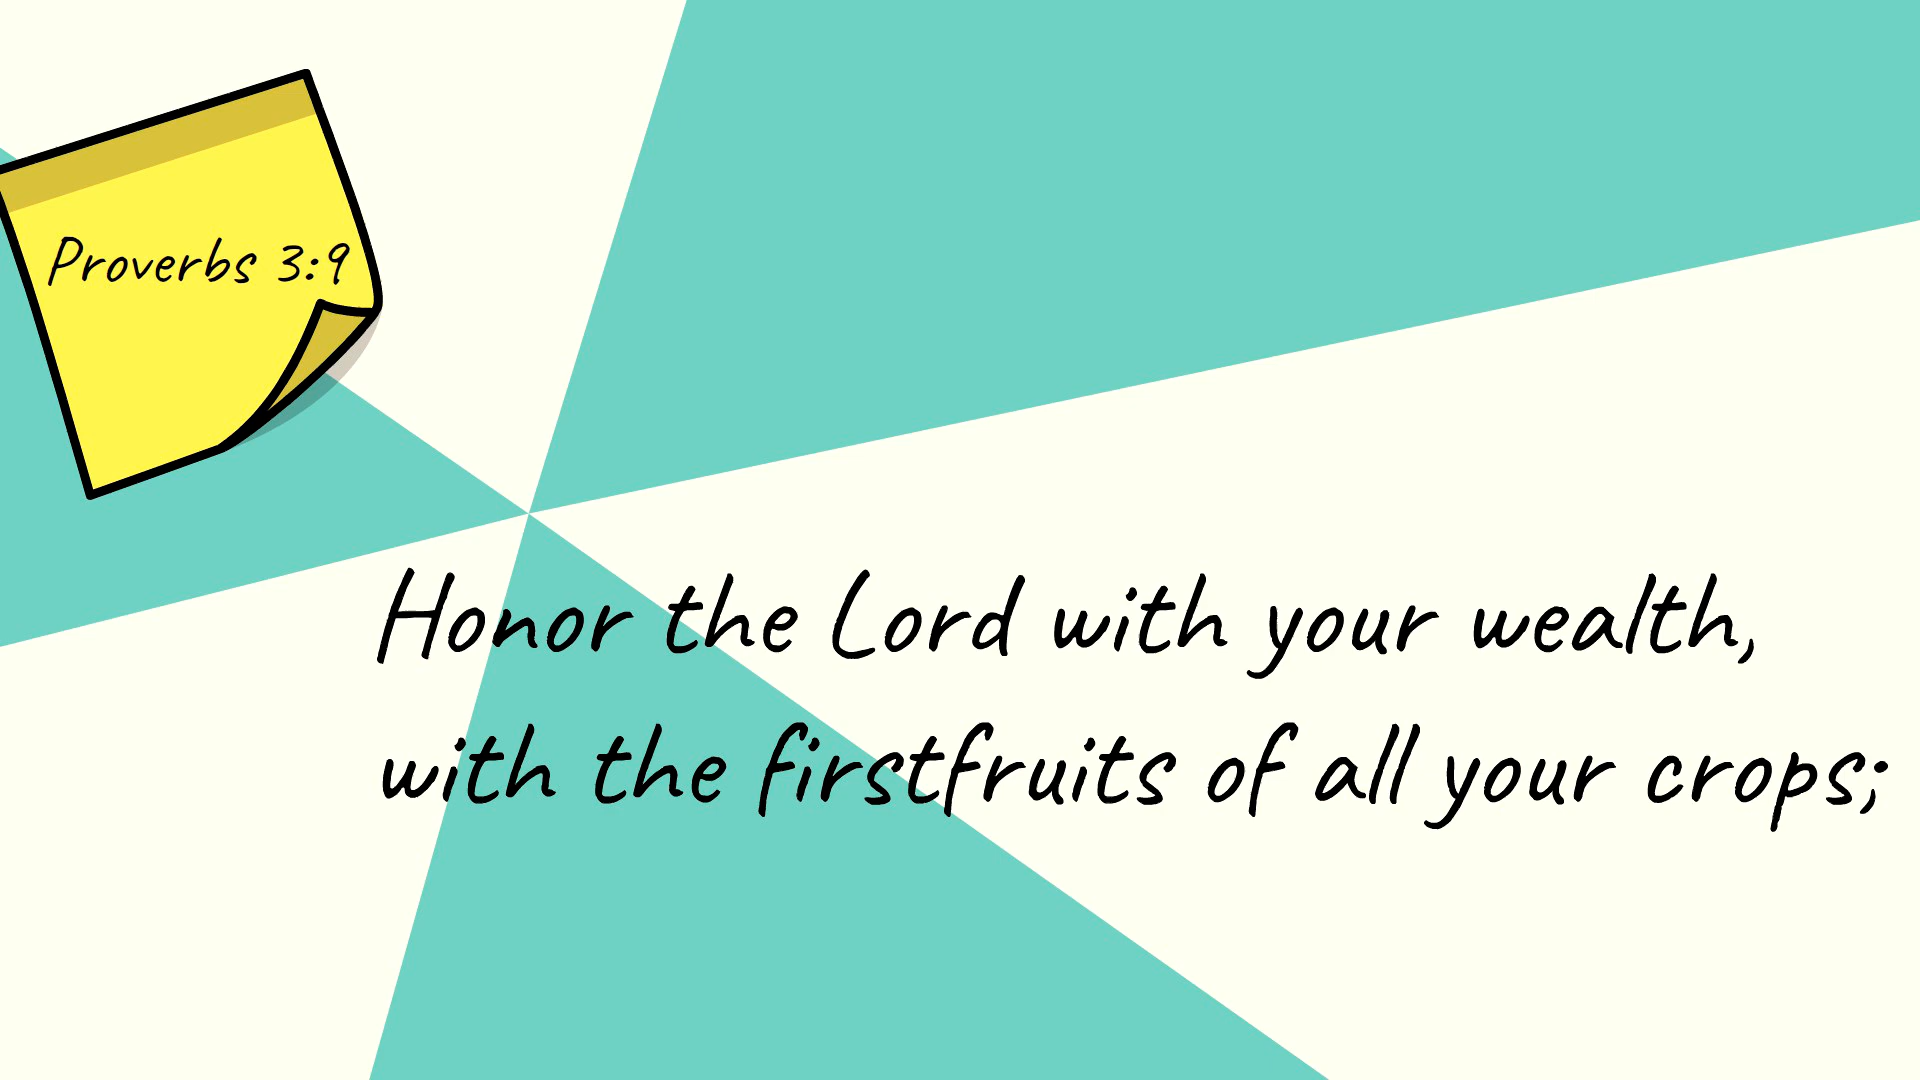 Proverbs 3:9
Honor the Lord with your wealth,
with the firstfruits of all your crops;